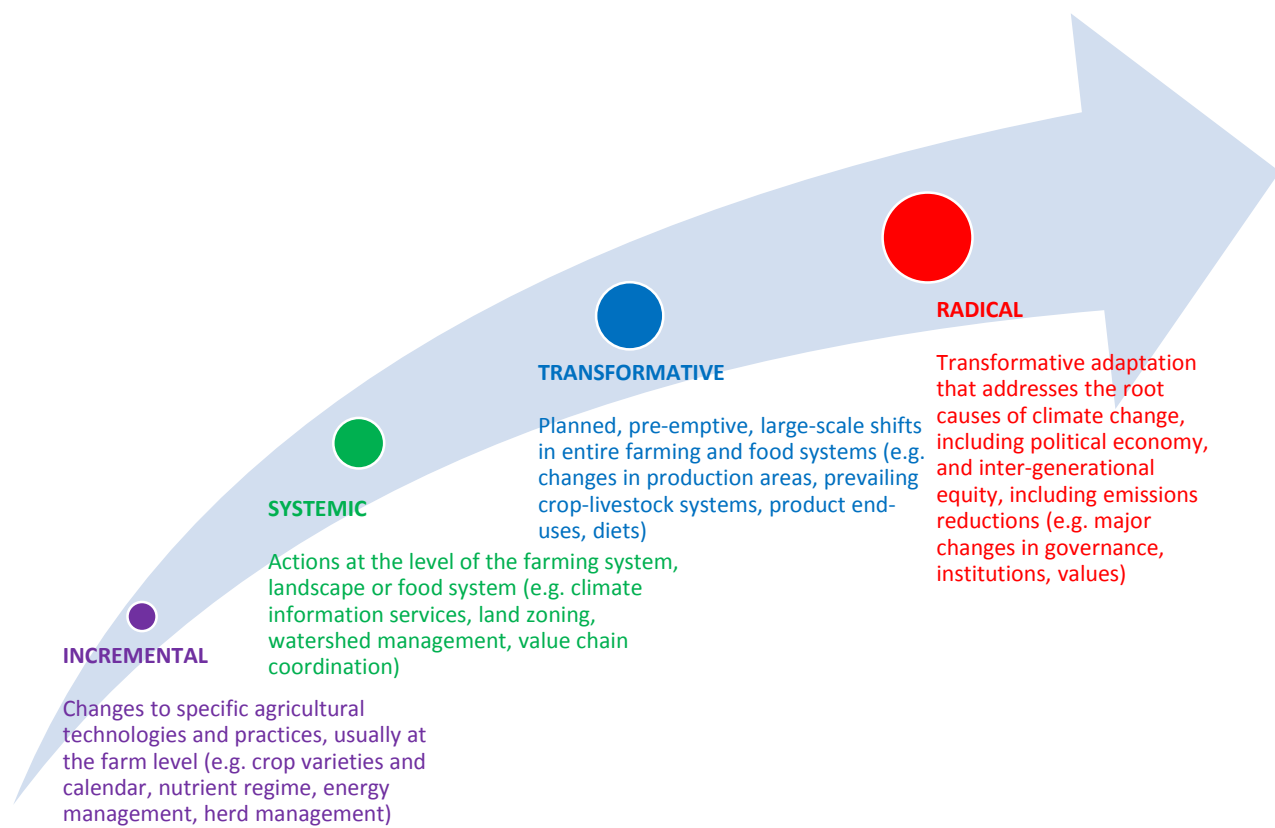 INCREMENTAL
Changes to specific agricultural
technologies and practices, usually at
the farm level (e.g. crop varieties and
calendar, nutrient regime, energy
management, herd management)
SYSTEMIC
Actions at the level of the farming system,
landscape or food system (e.g. climate
information services, land zoning,
watershed management, value chain
coordination)
TRANSFORMATIVE
Planned, pre-emptive, large-scale shifts
in entire farming and food systems (e.g.
changes in production areas, prevailing
crop-livestock systems, product end-
uses, diets)
RADICAL
Transformative adaptation
that addresses the root
causes of climate change,
including political economy,
and inter-generational
equity, including emissions
reductions (e.g. major
changes in governance,
institutions, values)